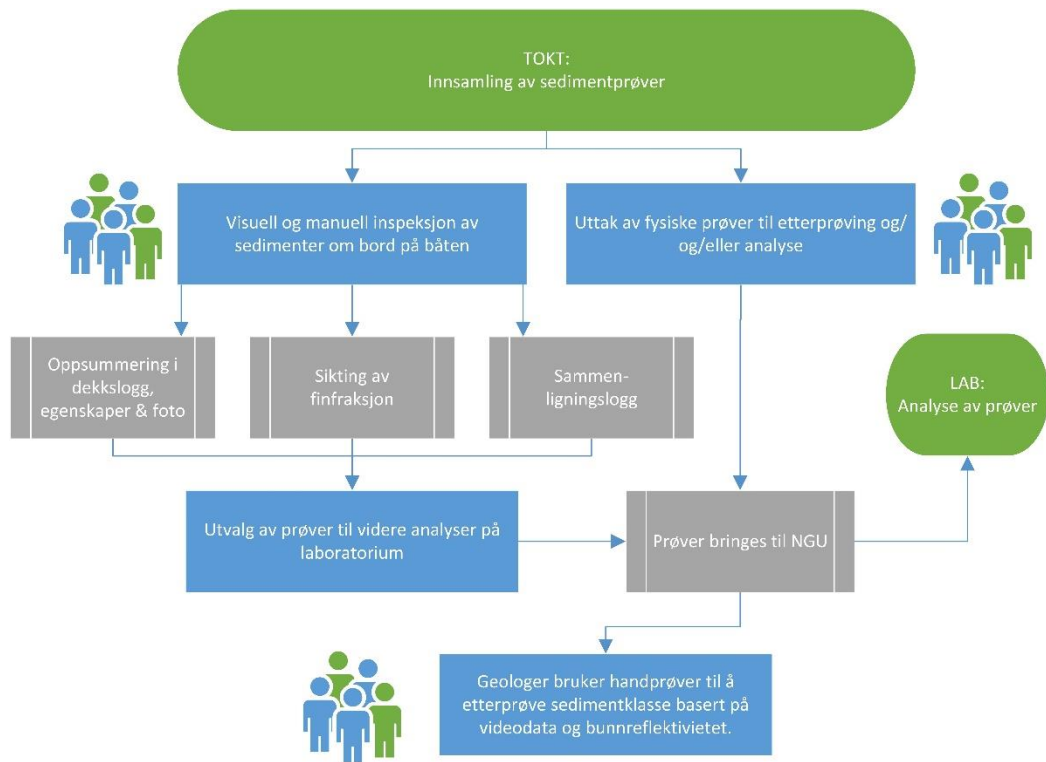 TOKT:
Innsamling av sedimentprøver
Visuell og manuell inspeksjon av
sedimenter om bord på båten
Uttak av fysiske prøver til etterprøving og/
og/eller analyse
Oppsummering i
dekkslogg,
egenskaper & foto
Sikting av
finfraksjon
Sammen-
ligningslogg
LAB:
Analyse av prøver
Utvalg av prøver til videre analyser på
laboratorium
Prøver bringes til NGU
Geologer bruker handprøver til å
etterprøve sedimentklasse basert på
videodata og bunnreflektivietet.